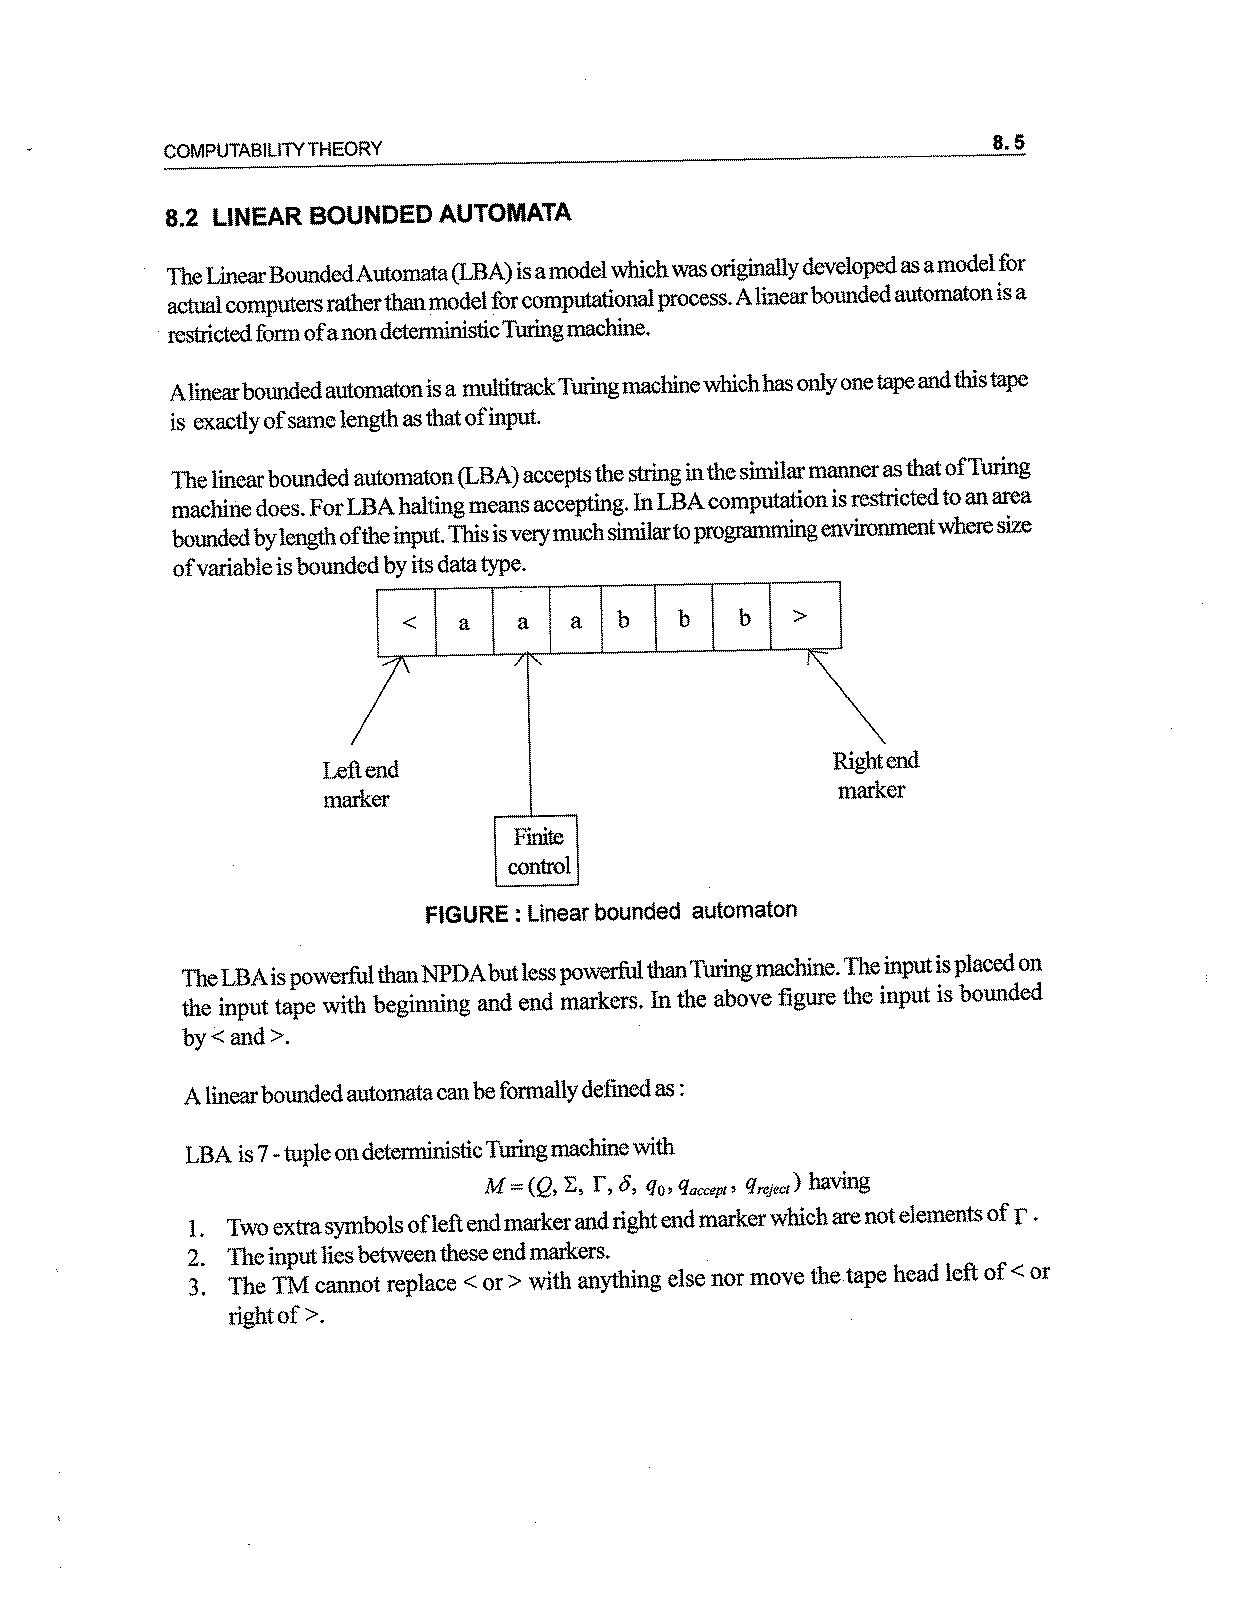 COMPUTABILITY THEORY 8.5
8.2 LINEAR BOUNDED AUTOMATA
The Linear Bounded Automata (LBA) is a model which was originally developed as a model for
actual computers rather than model for computational process. A linear bounded automaton is a
restricted form of a non deterministic Turing machine.
A linear bounded automaton is a multitrack Turing machine which has only one tape and this tape
is exactly of same length as that of input.
The linear bounded automaton (LBA) accepts the string in the similar manner as that of Turing
machine does. For LBA halting means accepting. In LBA computation is restricted to an area
bounded by length of the input. This is very much similar to programming environment where size
of variable is bounded by its data type.
< a a a b b b >
Left end
marker
Right end
marker
Finite
control
FIGURE : Linear bounded automaton
The LBA is powerful than NPDA but less powerful than Turing machine. The input is placed on
the input tape with beginning and end markers. In the above figure the input is bounded
by < and >.
A linear bounded automata can be formally defined as :
LBA is 7 - tuple on deterministic Turing machine with
M = (Q, Σ, Γ, δ, q₀, q_accept, q_reject) having
1. Two extra symbols of left end marker and right end marker which are not elements of Γ .
2. The input lies between these end markers.
3. The TM cannot replace < or > with anything else nor move the tape head left of < or
right of >.